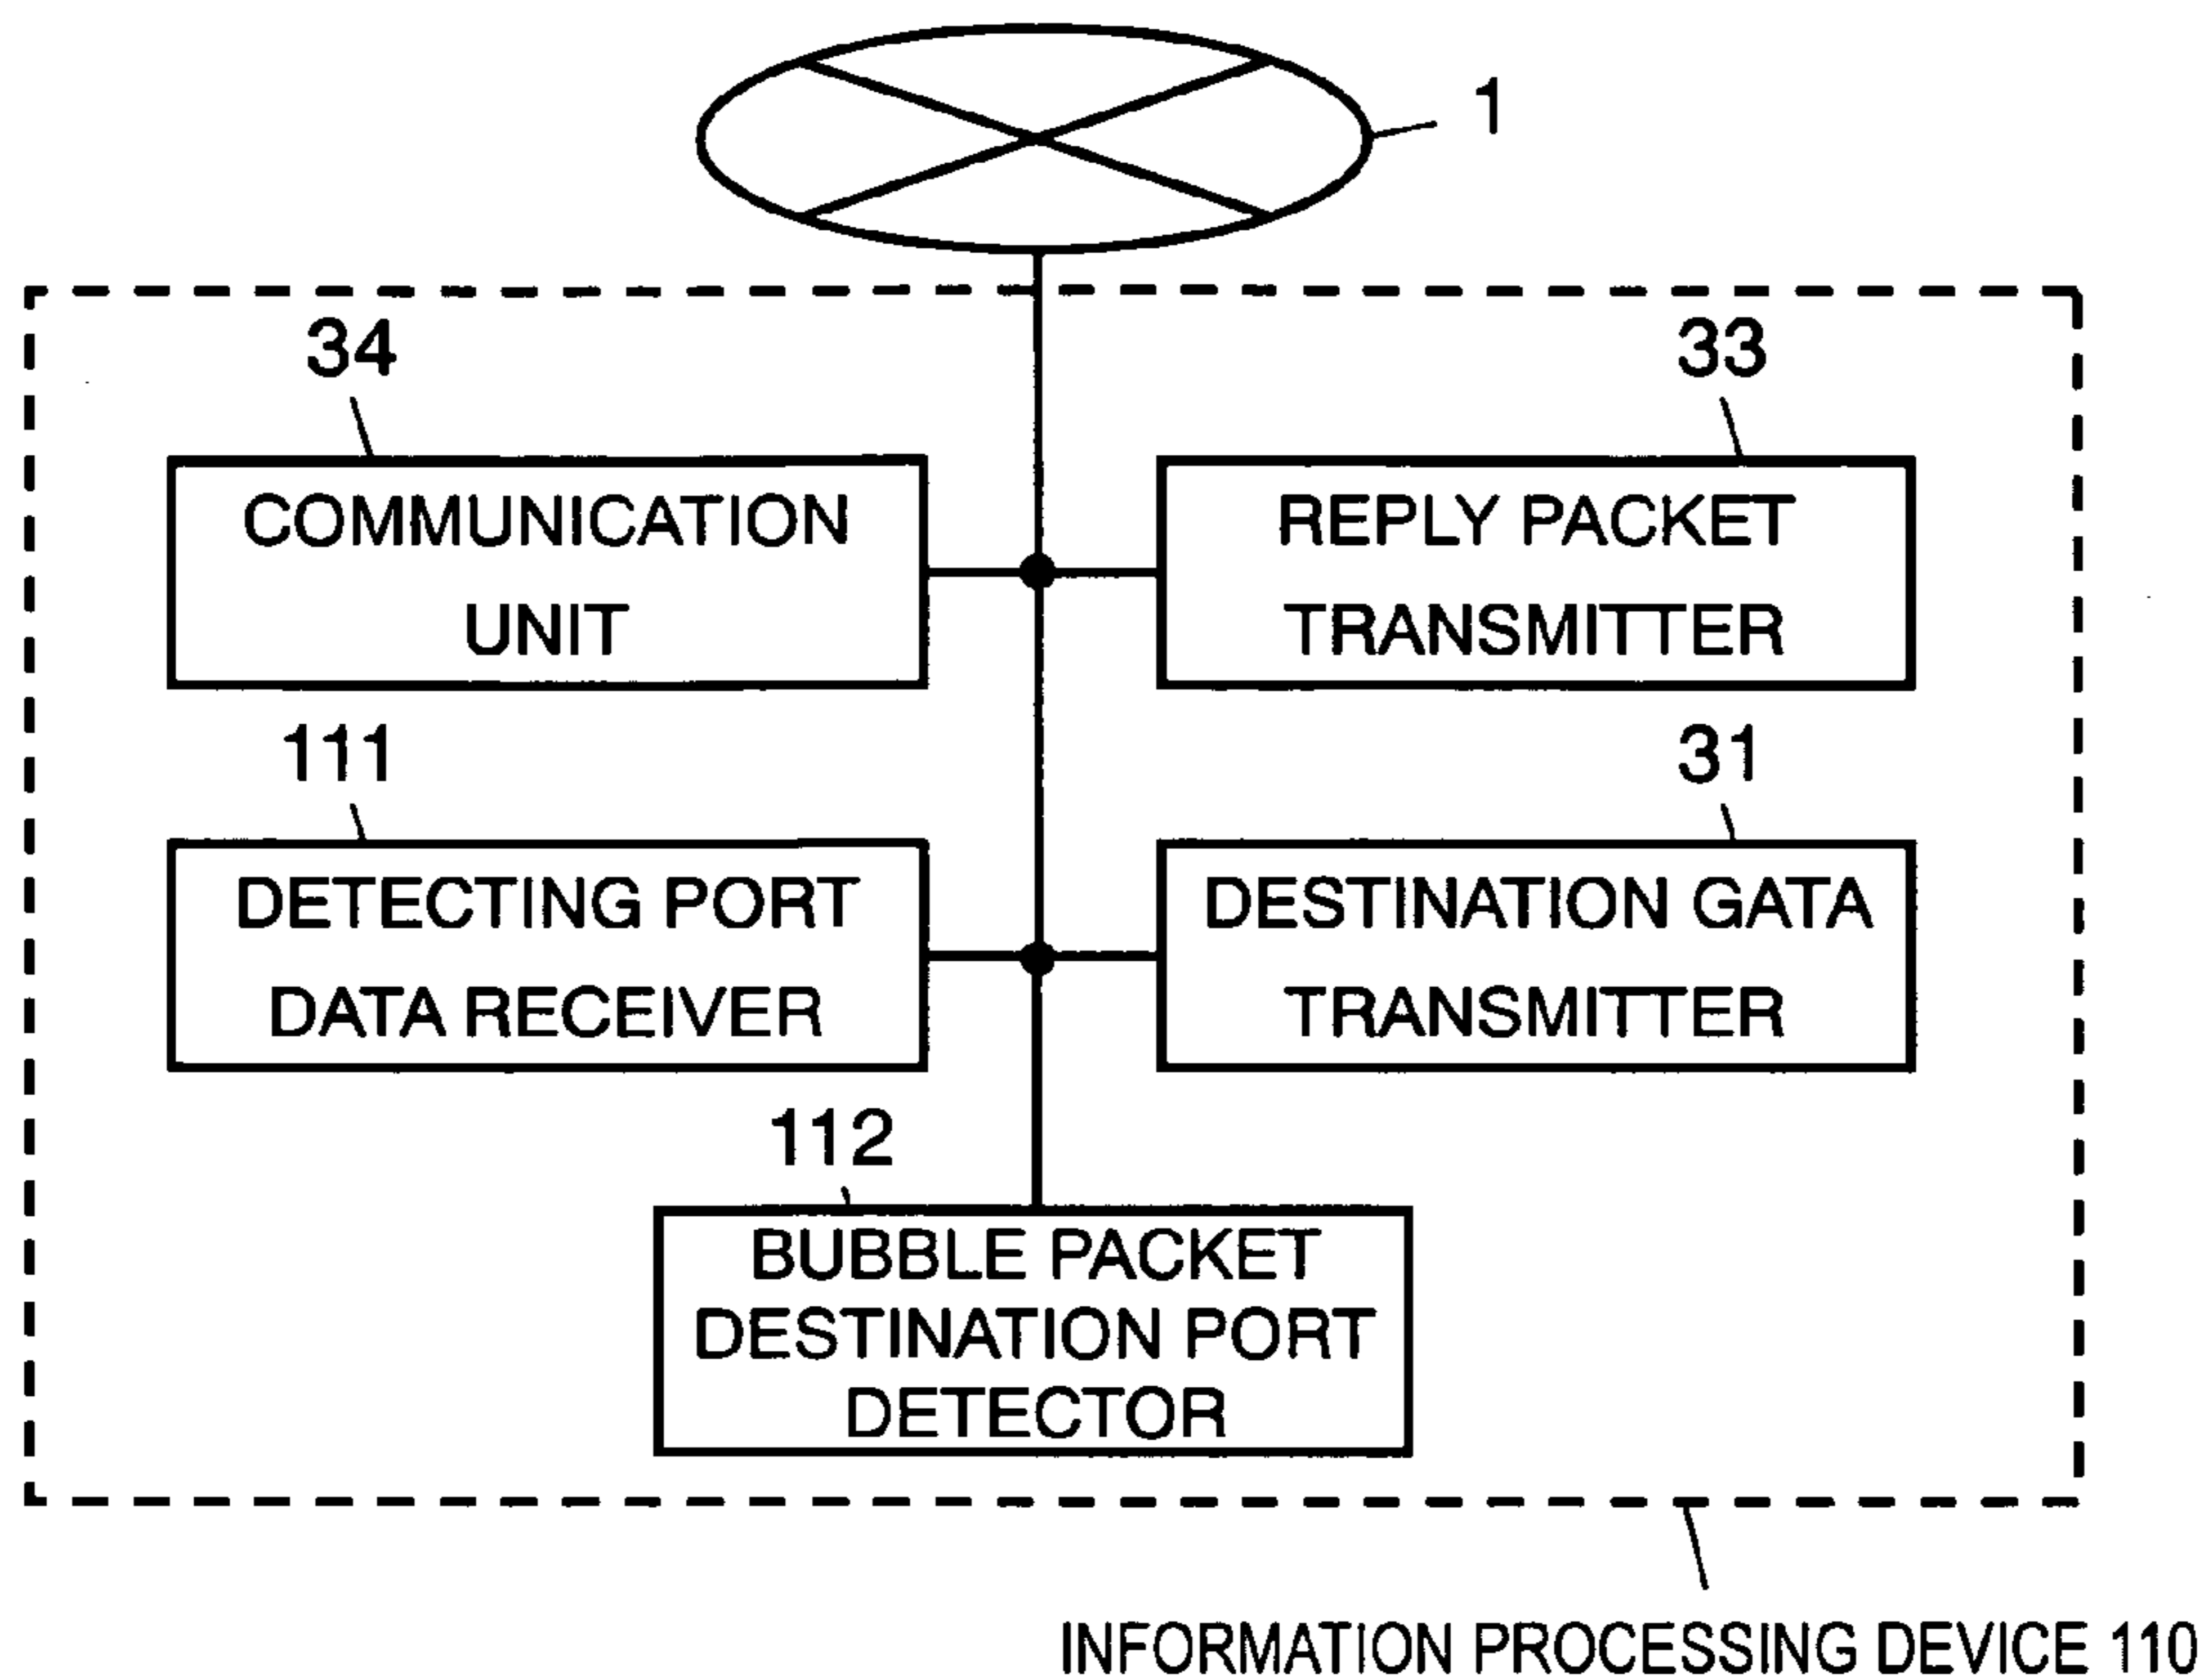 1
34
33
COMMUNICATION
UNIT
REPLY PACKET
TRANSMITTER
111
31
DETECTING PORT
DATA RECEIVER
DESTINATION GATA
TRANSMITTER
112
BUBBLE PACKET
DESTINATION PORT
DETECTOR
INFORMATION PROCESSING DEVICE 110